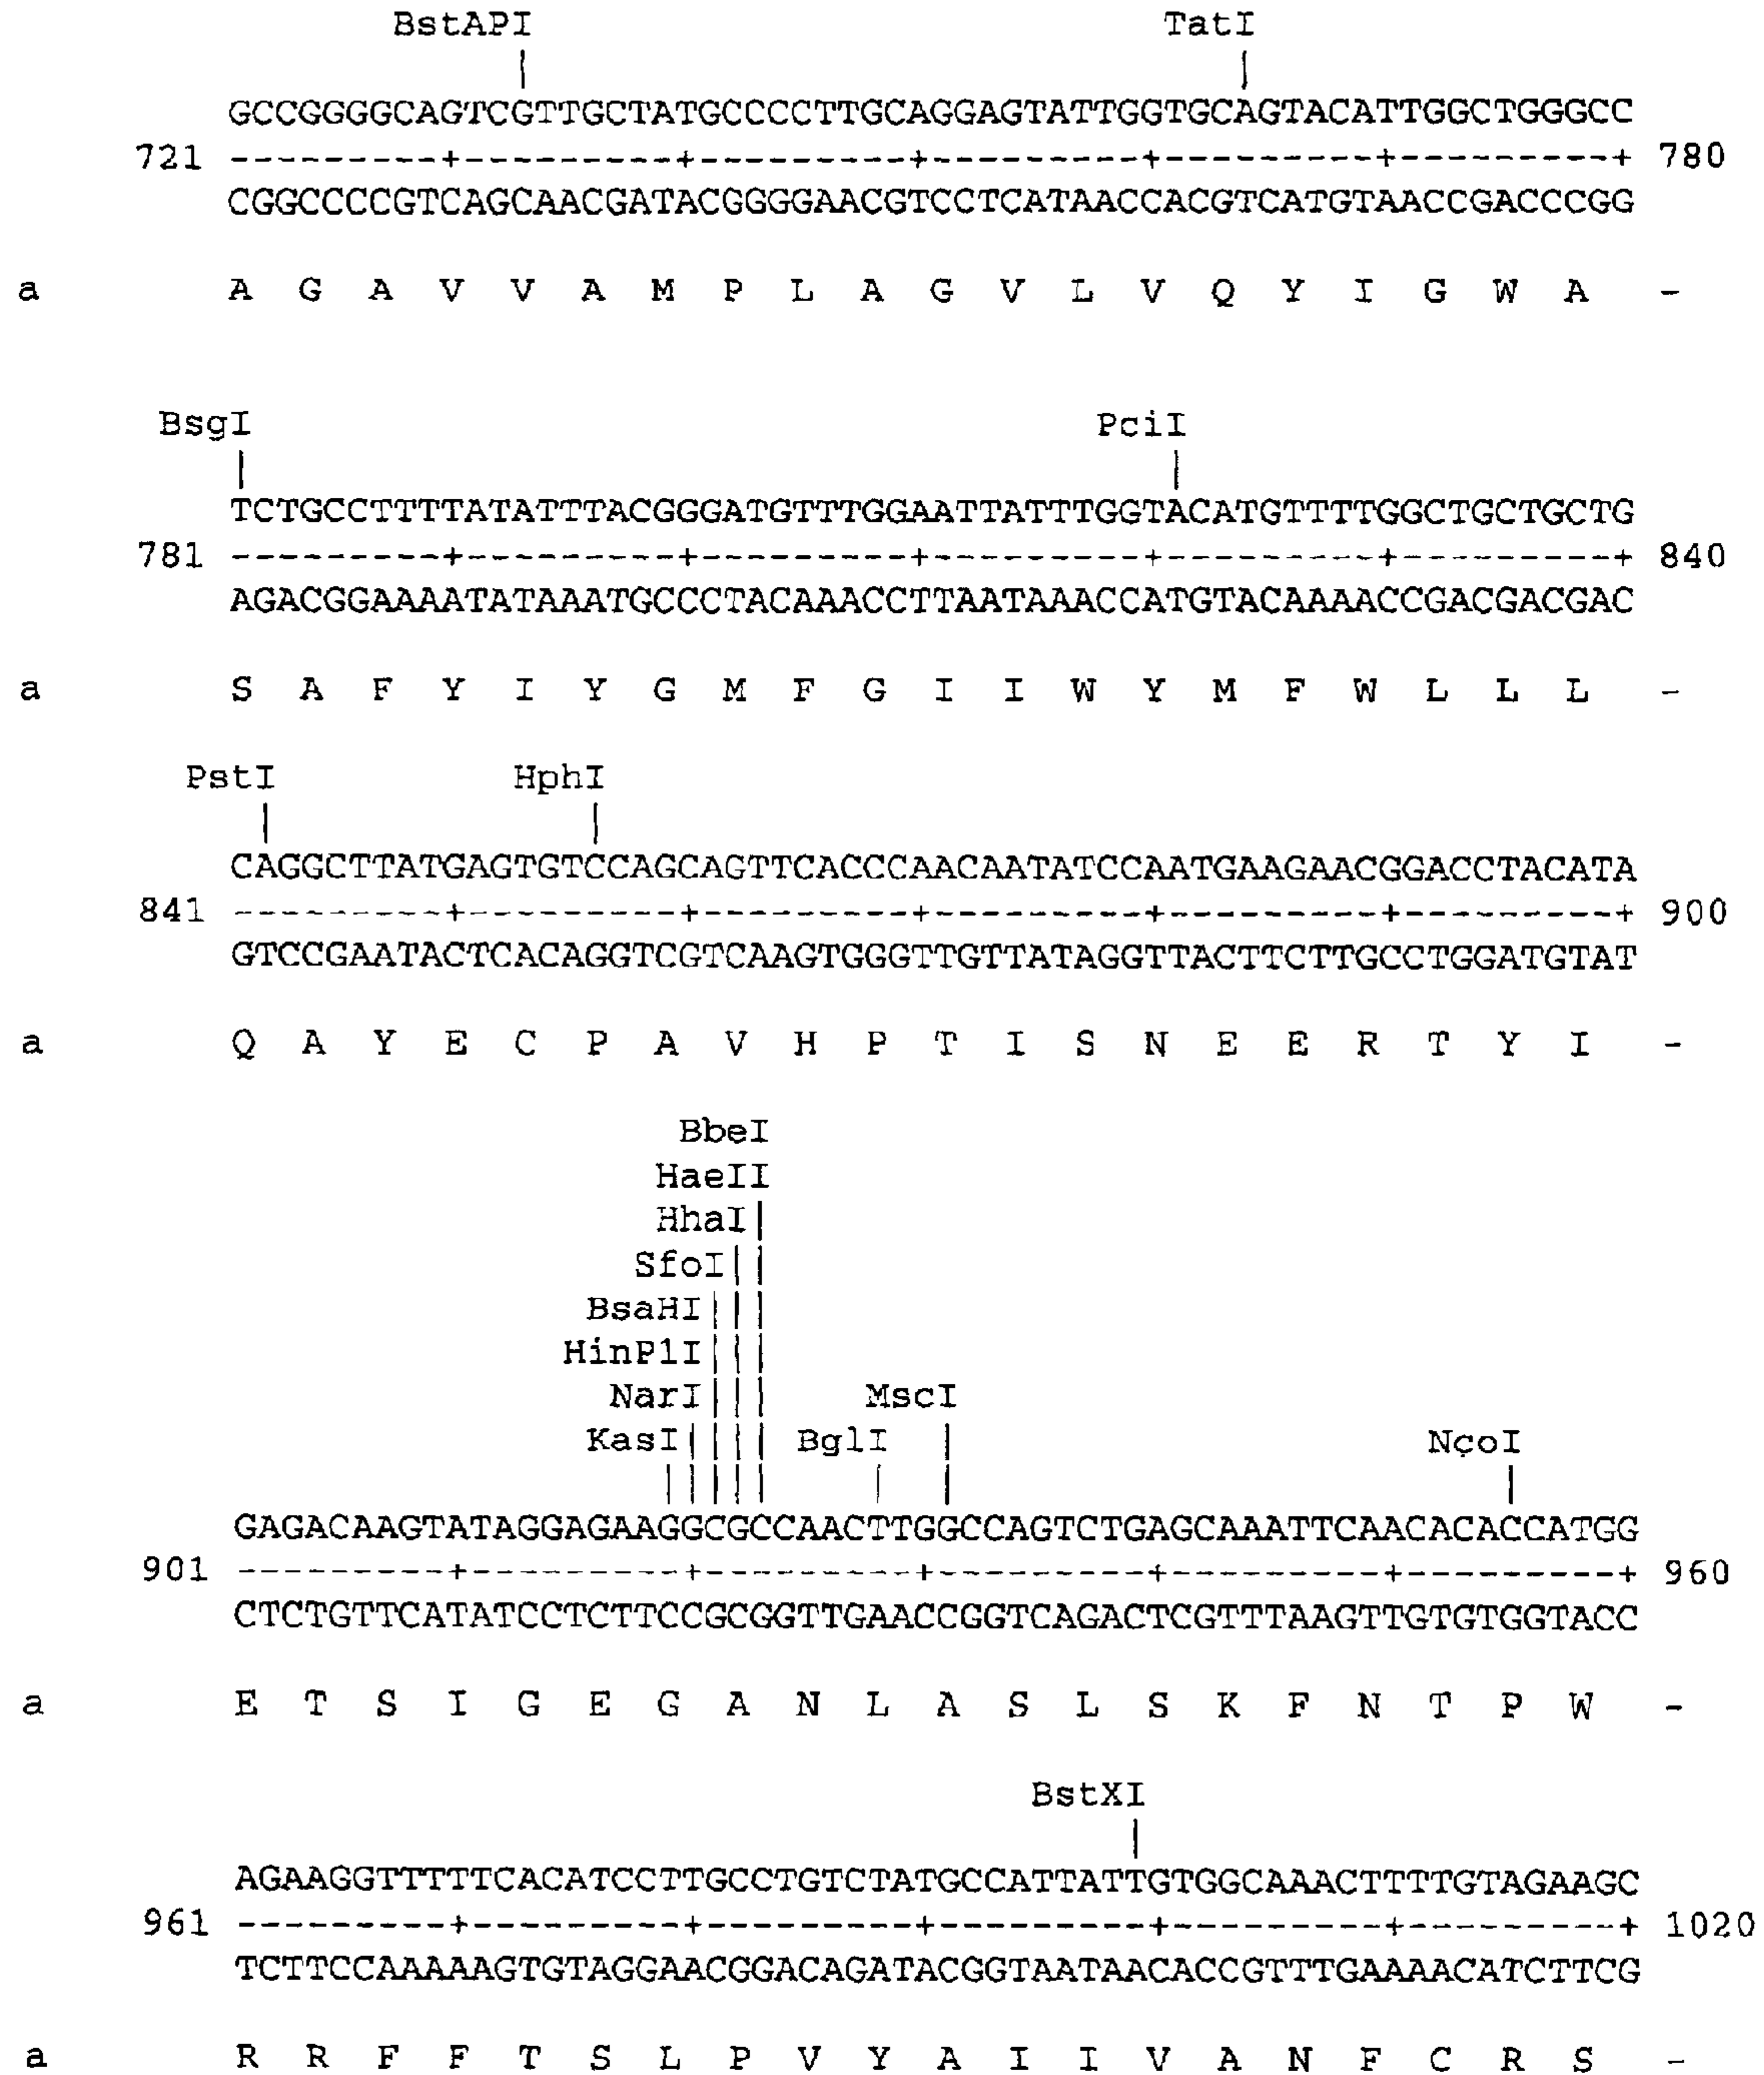 BstAPI TatI
| |
GCCGGGGCAGTCGTTGCTATGCCCCTTGCAGGAGTATTGGTGCAGTACATTGGCTGGGCC
721 ---------+---------+---------+---------+---------+---------+ 780
CGGCCCCGTCAGCAACGATACGGGGAACGTCCTCATAACCACGTCATGTAACCGACCCGG
a A G A V V A M P L A G V L V Q Y I G W A -
BsgI PciI
| |
TCTGCCTTTTATATTTACGGGATGTTTGGAATTATTTGGTACATGTTTTGGCTGCTGCTG
781 ---------+---------+---------+---------+---------+---------+ 840
AGACGGAAAATATAAATGCCCTACAAACCTTAATAAACCATGTACAAAACCGACGACGAC
a S A F Y I Y G M F G I I W Y M F W L L L -
PstI HphI
| |
CAGGCTTATGAGTGTCCAGCAGTTCACCCAACAATATCCAATGAAGAACGGACCTACATA
841 ---------+---------+---------+---------+---------+---------+ 900
GTCCGAATACTCACAGGTCGTCAAGTGGGTTGTTATAGGTTACTTCTTGCCTGGATGTAT
a Q A Y E C P A V H P T I S N E E R T Y I -
BbeI
HaeII
HhaI|
SfoI||
BsaHI|||
HinP1I|||
NarI||| MscI
KasI|||| BglI | NcoI
||||| | | |
GAGACAAGTATAGGAGAAGGCGCCAACTTGGCCAGTCTGAGCAAATTCAACACACCATGG
901 ---------+---------+---------+---------+---------+---------+ 960
CTCTGTTCATATCCTCTTCCGCGGTTGAACCGGTCAGACTCGTTTAAGTTGTGTGGTACC
a E T S I G E G A N L A S L S K F N T P W -
BstXI
|
AGAAGGTTTTTCACATCCTTGCCTGTCTATGCCATTATTGTGGCAAACTTTTGTAGAAGC
961 ---------+---------+---------+---------+---------+---------+ 1020
TCTTCCAAAAAGTGTAGGAACGGACAGATACGGTAATAACACCGTTTGAAAACATCTTCG
a R R F F T S L P V Y A I I V A N F C R S -